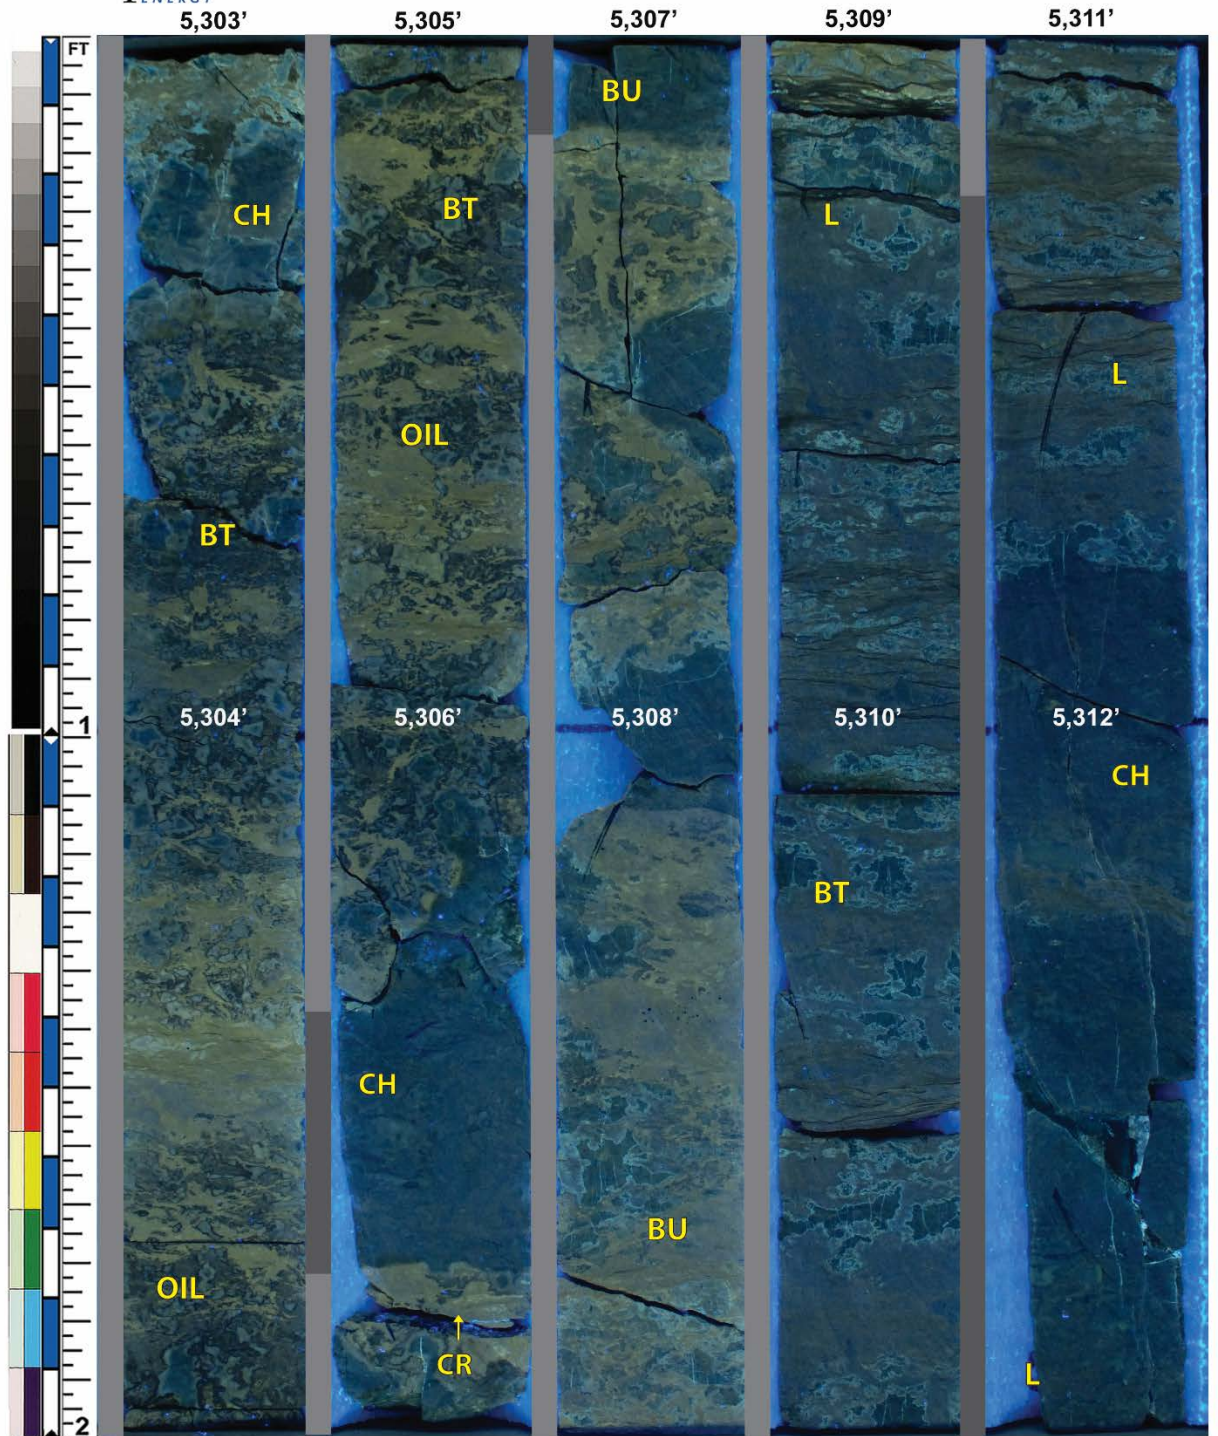 ENERGY
5,303' 5,305' 5,307' 5,309' 5,311'
FT
BU
CH BT L
L
OIL
BT
5,304' 5,306' 5,308' 5,310' 5,312'
1
CH
BT
CH
BU
OIL
CR
L
2